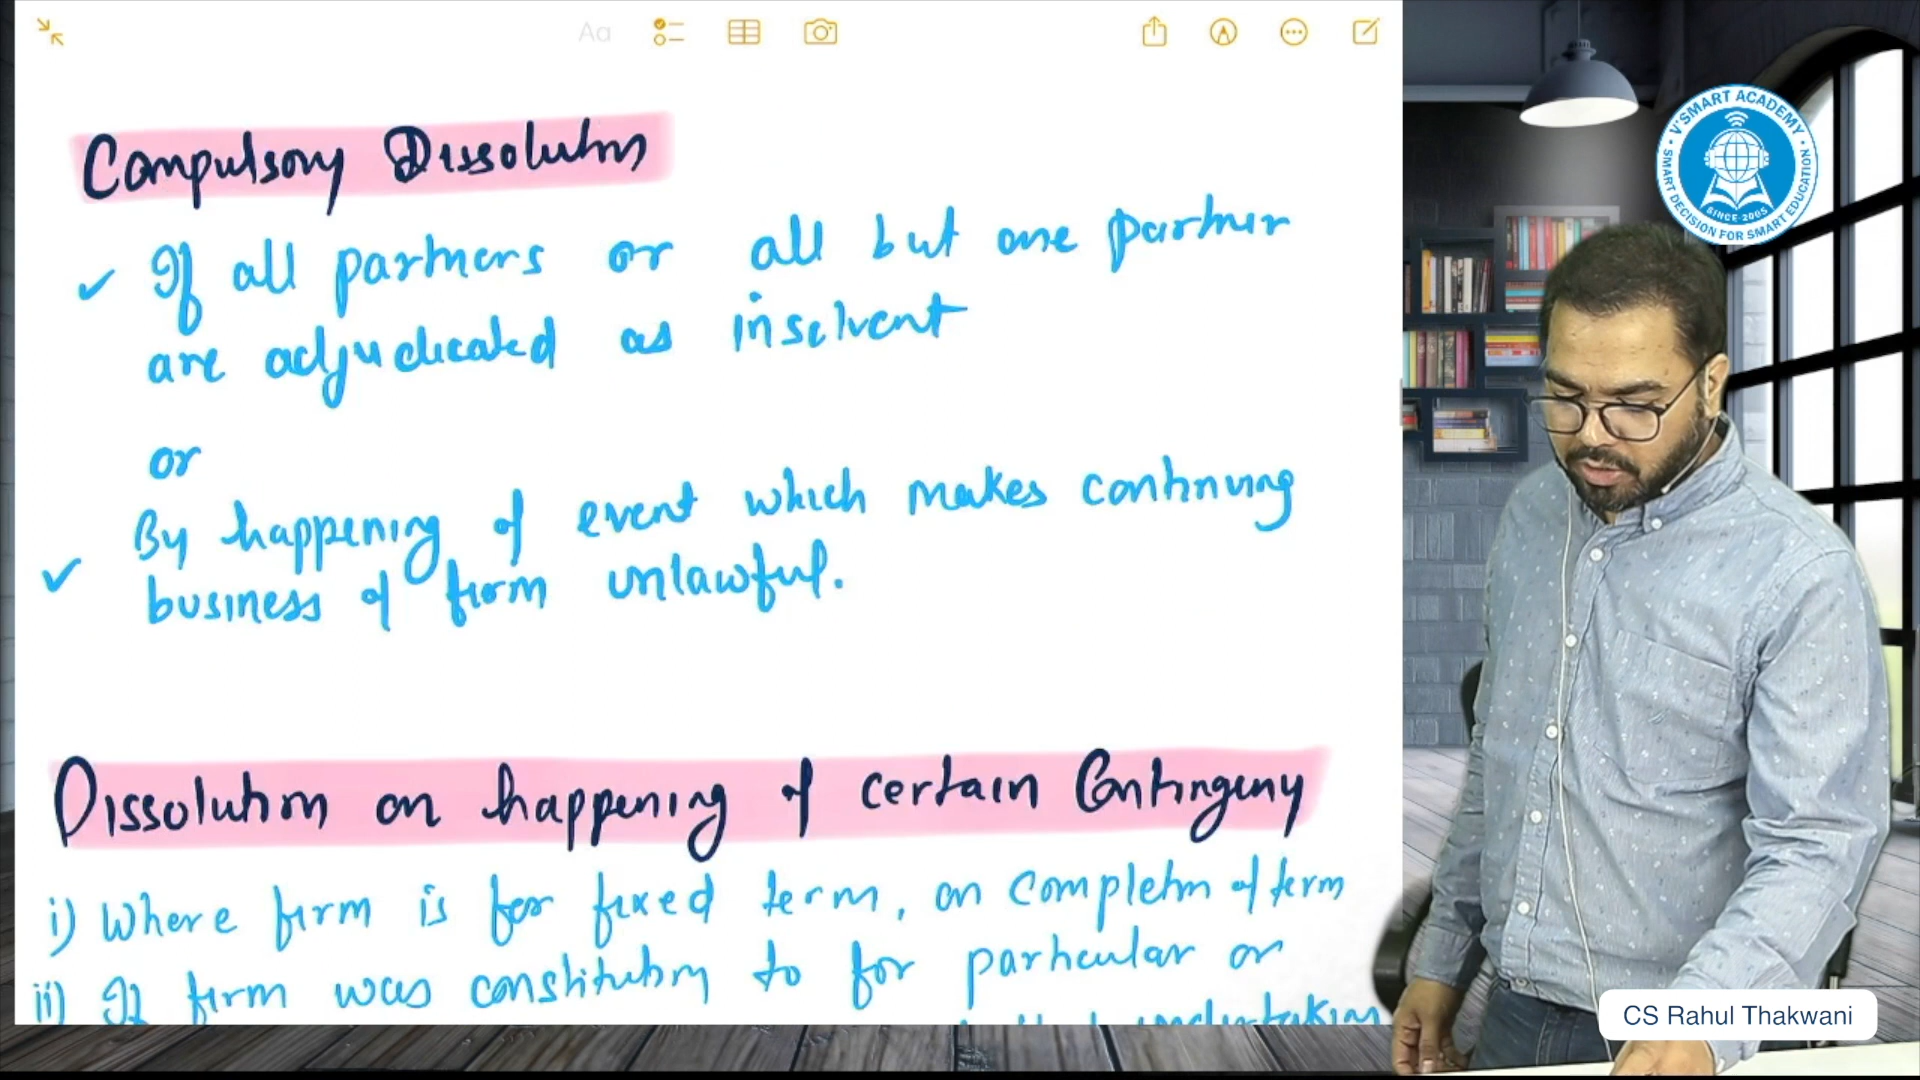 Aa
Compulsory Dissolution
If all partners or all but one partner
are adjudicated as insolvent
or
By happening of event which makes continuing
business of firm unlawful.
Dissolution on happening of certain Contingency
i) Where firm is for fixed term, on completion of term
ii) If firm was constitution to for particular or
undertaking
V'SMART ACADEMY
SINCE-2005
SMART DECISION FOR SMART EDUCATION
CS Rahul Thakwani